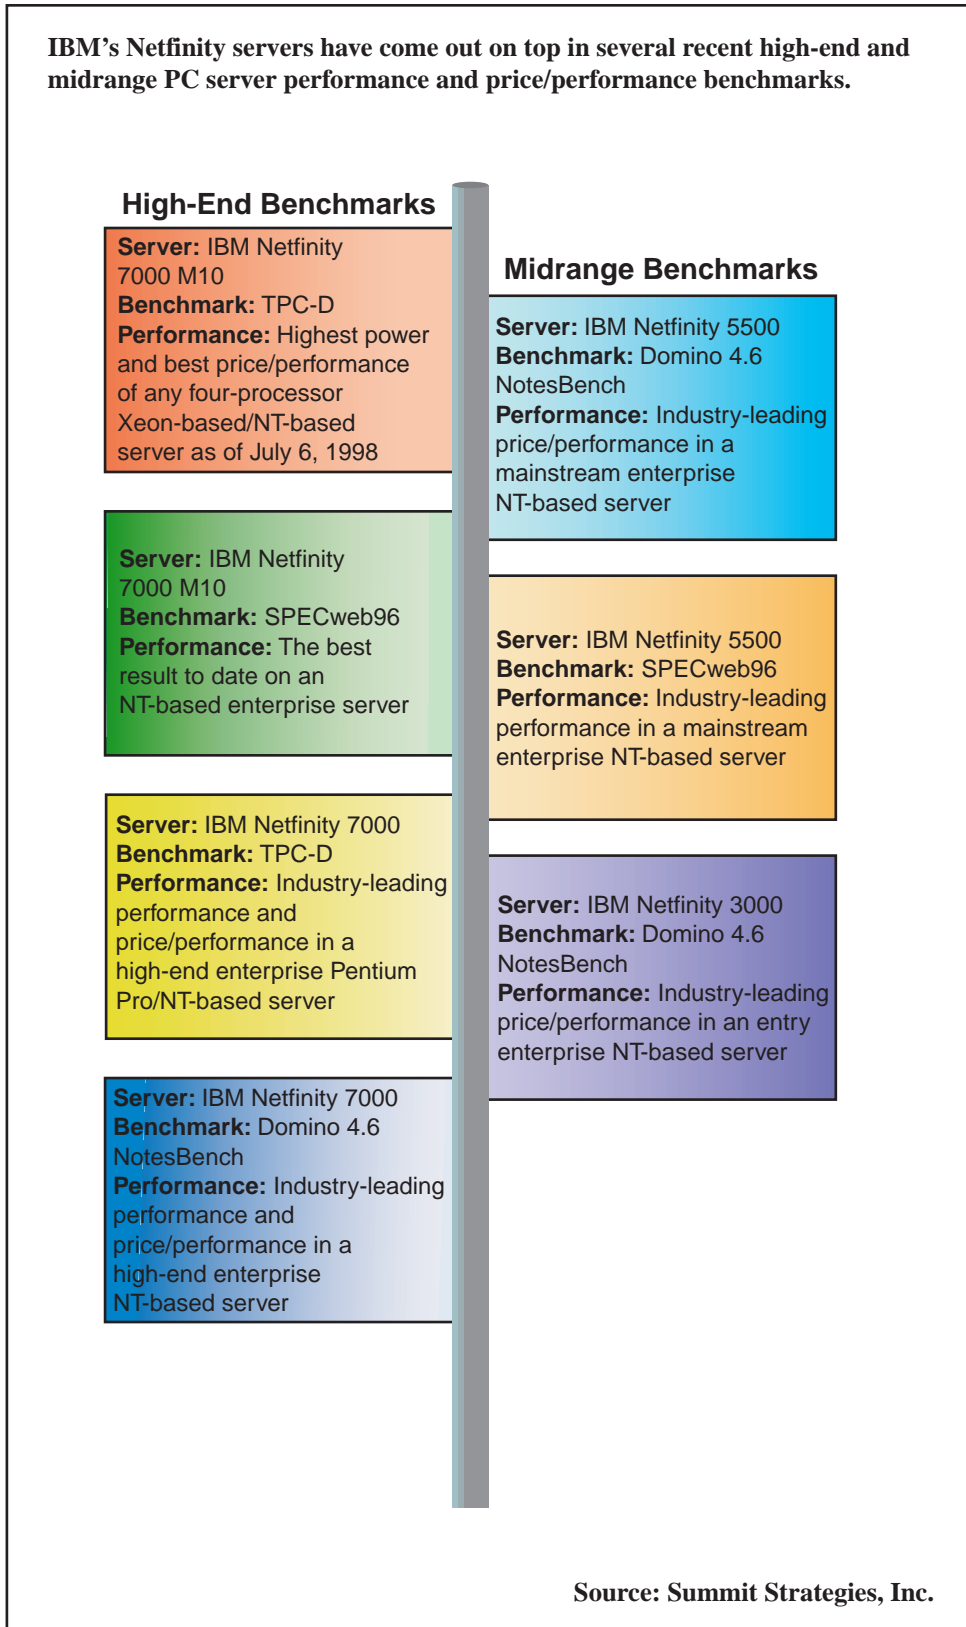 IBM's Netfinity servers have come out on top in several recent high-end and
midrange PC server performance and price/performance benchmarks.
High-End Benchmarks
Server: IBM Netfinity
7000 M10
Benchmark: TPC-D
Performance: Highest power
and best price/performance
of any four-processor
Xeon-based/NT-based
server as of July 6, 1998
Server: IBM Netfinity
7000 M10
Benchmark: SPECweb96
Performance: The best
result to date on an
NT-based enterprise server
Server: IBM Netfinity 7000
Benchmark: TPC-D
Performance: Industry-leading
performance and
price/performance in a
high-end enterprise Pentium
Pro/NT-based server
Server: IBM Netfinity 7000
Benchmark: Domino 4.6
NotesBench
Performance: Industry-leading
performance and
price/performance in a
high-end enterprise
NT-based server
Midrange Benchmarks
Server: IBM Netfinity 5500
Benchmark: Domino 4.6
NotesBench
Performance: Industry-leading
price/performance in a
mainstream enterprise
NT-based server
Server: IBM Netfinity 5500
Benchmark: SPECweb96
Performance: Industry-leading
performance in a mainstream
enterprise NT-based server
Server: IBM Netfinity 3000
Benchmark: Domino 4.6
NotesBench
Performance: Industry-leading
price/performance in an entry
enterprise NT-based server
Source: Summit Strategies, Inc.